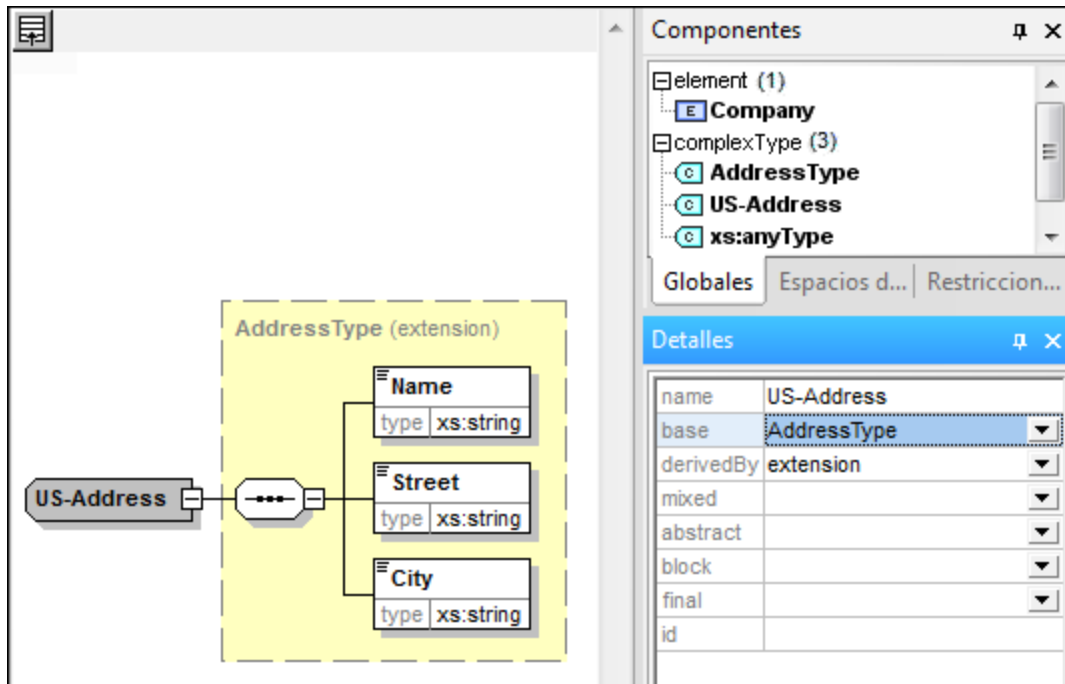 AddressType (extension)
Name
type xs:string
US-Address
Street
type xs:string
City
type xs:string
Componentes
element (1)
E Company
complexType (3)
C AddressType
C US-Address
C xs:anyType
Globales Espacios d... Restriccion...
Detalles
name US-Address
base AddressType
derivedBy extension
mixed
abstract
block
final
id